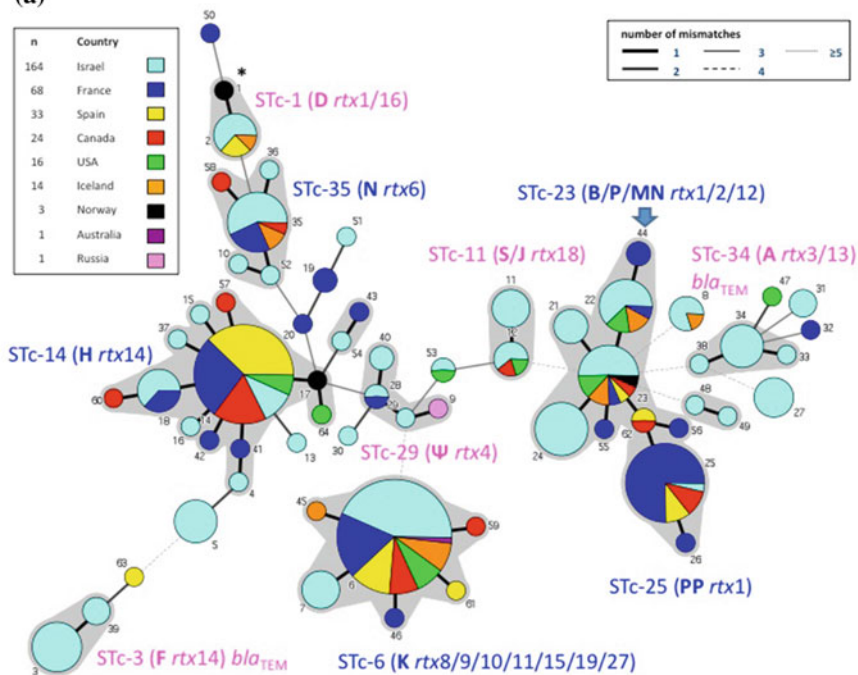 (a)
n Country
164 Israel
68 France
33 Spain
24 Canada
16 USA
14 Iceland
3 Norway
1 Australia
1 Russia
number of mismatches
1 3 ≥5
2 4
50
*
1
STc-1 (D rtx1/16)
2
36
58
STc-35 (N rtx6)
35
10
52
51
19
20
STc-23 (B/P/MN rtx1/2/12)
44
STc-11 (S/J rtx18)
STc-34 (A rtx3/13)
blaTEM
11
12
21
22
8
47
31
34
32
38
33
57
15
37
43
54
40
53
STc-14 (H rtx14)
17
28
29
9
23
48
49
27
60
18
14
16
42
41
13
64
30
24
55
62
56
STc-29 (Ψ rtx4)
25
4
5
45
59
26
63
6
7
61
STc-25 (PP rtx1)
39
46
3
STc-3 (F rtx14) blaTEM
STc-6 (K rtx8/9/10/11/15/19/27)